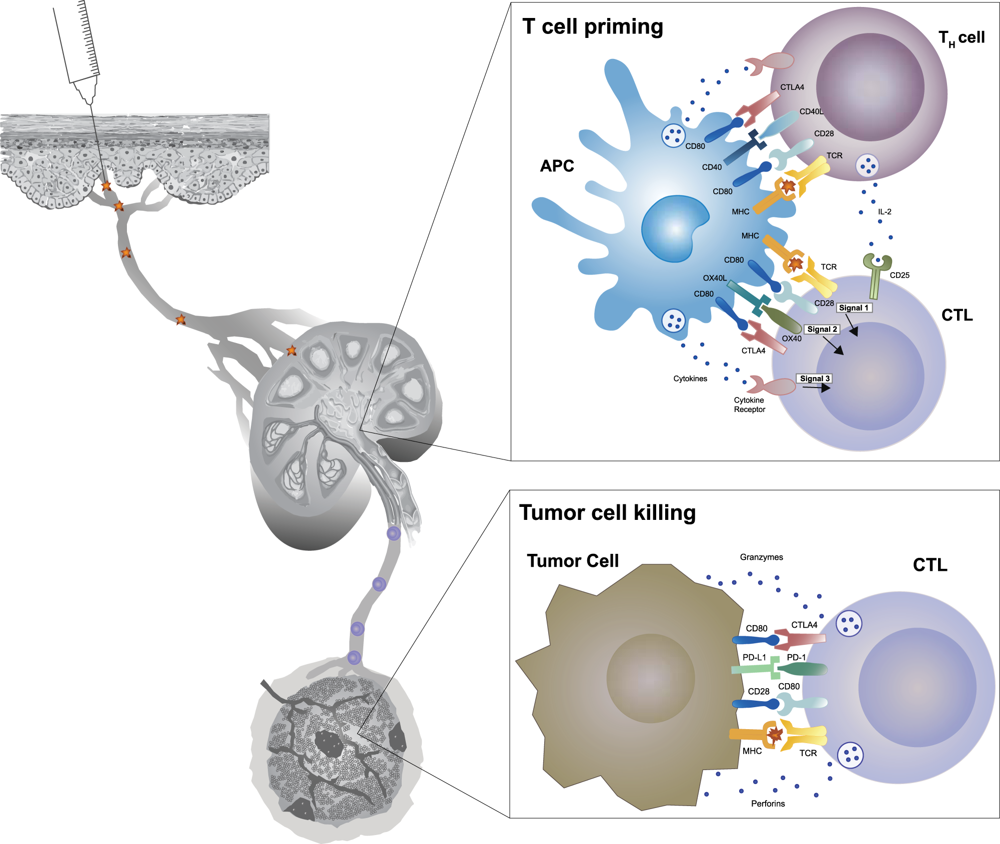 T cell priming
TH cell
CTLA4
CD40L
CD28
TCR
CD80
CD40
CD80
MHC
APC
IL-2
MHC
CD80
TCR
OX40L
CD80
CD25
CD28
Signal 1
CTL
Signal 2
OX40
CTLA4
Cytokines
Signal 3
Cytokine
Receptor
Tumor cell killing
Tumor Cell
Granzymes
CTL
CD80
CTLA4
PD-L1
PD-1
CD28
CD80
MHC
TCR
Perforins